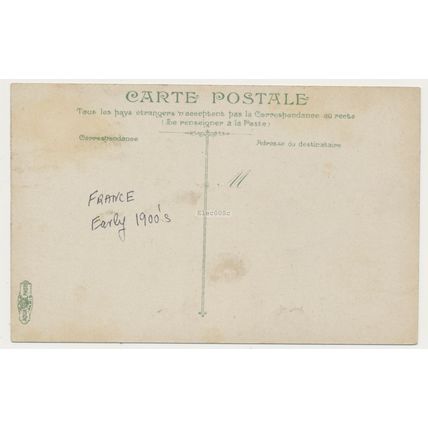 CARTE POSTALE
Tous les pays étrangers n'acceptent pas la Correspondance au recto
(Se renseigner à la Poste)
Correspondance
Adresse du destinataire
M
Elec60Sc
FRANCE
Early 1900's